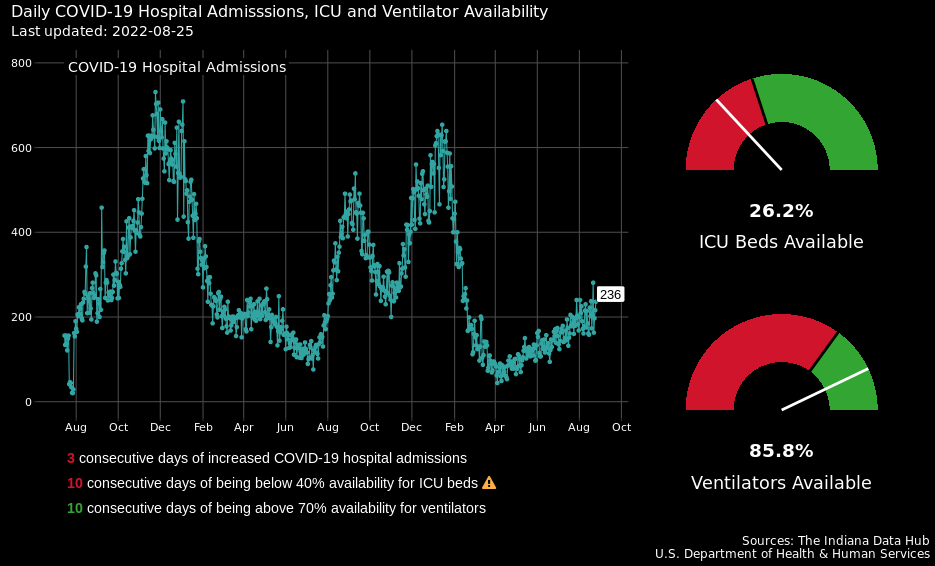 Daily COVID-19 Hospital Admisssions, ICU and Ventilator Availability
Last updated: 2022-08-25
COVID-19 Hospital Admissions
800
600
400
200
0
236
Aug Oct Dec Feb Apr Jun Aug Oct Dec Feb Apr Jun Aug Oct
26.2%
ICU Beds Available
85.8%
Ventilators Available
3 consecutive days of increased COVID-19 hospital admissions
10 consecutive days of being below 40% availability for ICU beds
10 consecutive days of being above 70% availability for ventilators
Sources: The Indiana Data Hub
U.S. Department of Health & Human Services